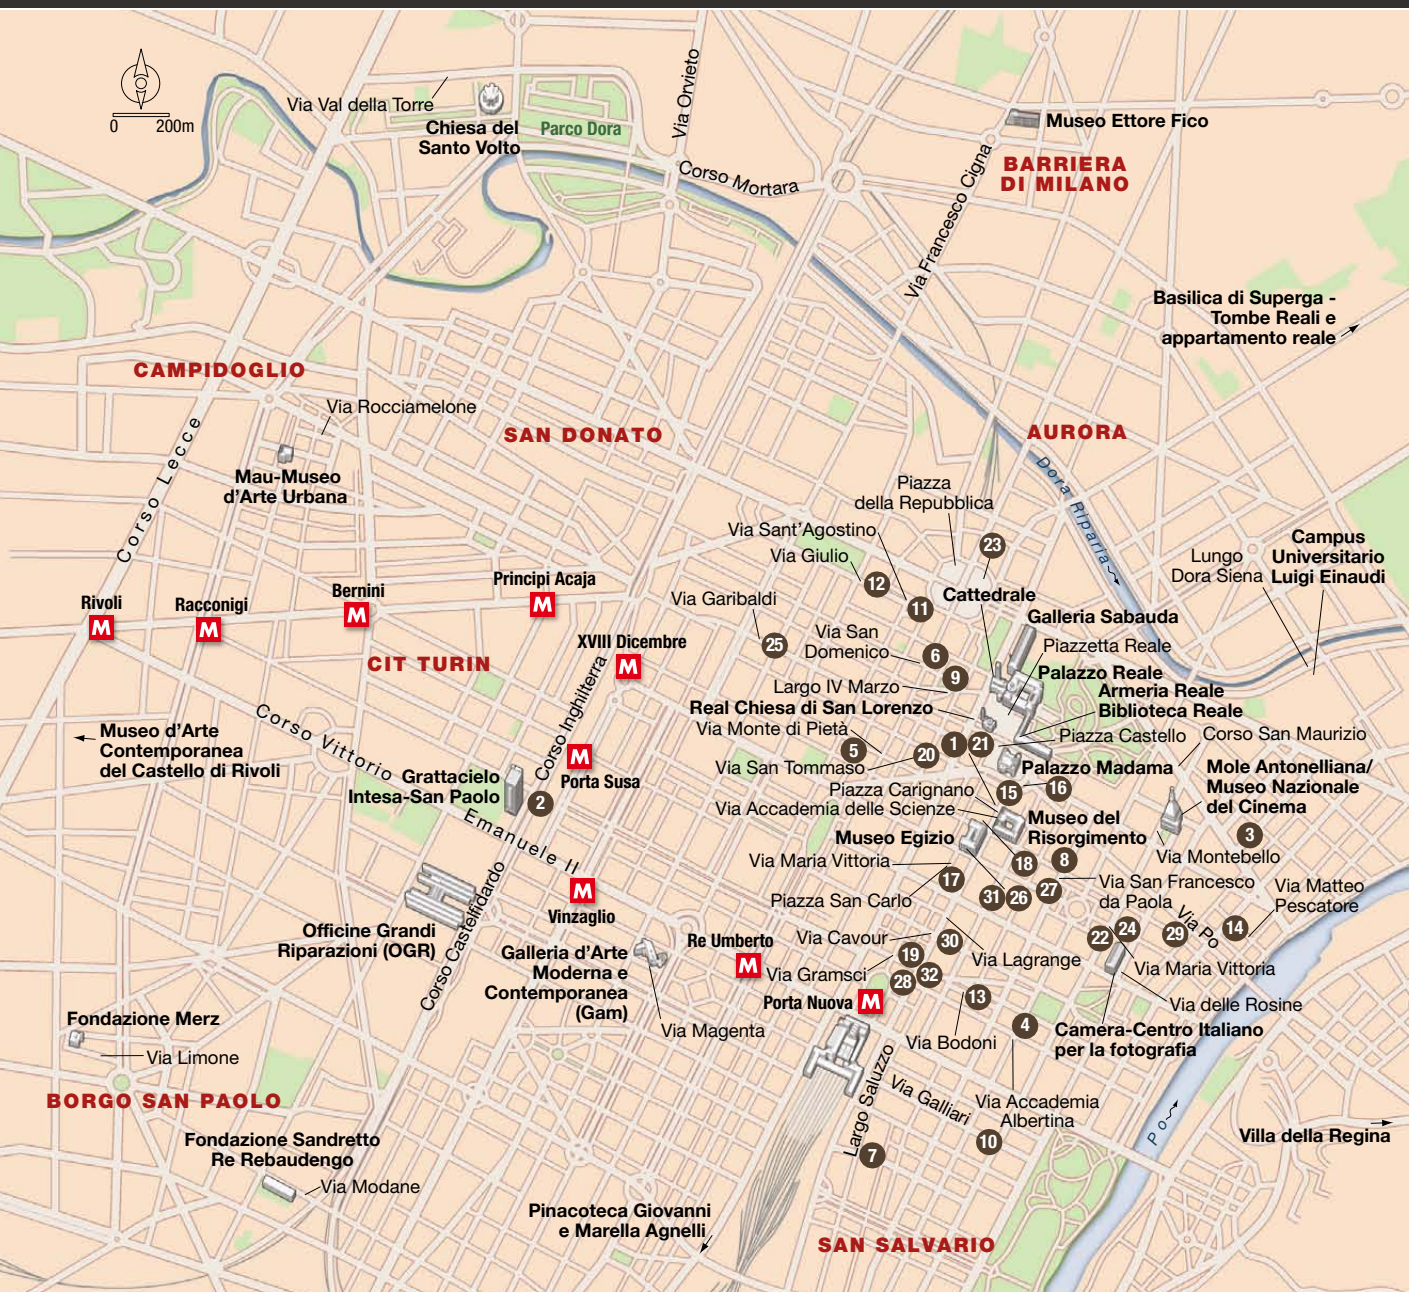 Via Val della Torre
Chiesa del
Santo Volto
Parco Dora
Via Orvieto
0 200m
Museo Ettore Fico
BARRIERA
DI MILANO
Corso Mortara
Via Francesco Cigna
Basilica di Superga -
Tombe Reali e
appartamento reale
CAMPIDOGLIO
Via Rocciamelone
SAN DONATO
AURORA
Corso Lecce
Mau-Museo
d'Arte Urbana
Dora Riparia
Piazza
della Repubblica
Via Sant'Agostino
Via Giulio
23
12
11
Lungo
Dora Siena
Campus
Universitario
Luigi Einaudi
Rivoli
M
Racconigi
M
Bernini
M
Principi Acaja
M
Via Garibaldi
25
Cattedrale
Galleria Sabauda
Via San
Domenico
6
Piazzetta Reale
XVIII Dicembre
M
CIT TURIN
9
Palazzo Reale
Largo IV Marzo
Armeria Reale
Biblioteca Reale
Real Chiesa di San Lorenzo
Via Monte di Pietà
5
20
1
21
Piazza Castello
Corso San Maurizio
Museo d'Arte
Contemporanea
del Castello di Rivoli
Corso Vittorio
Emanuele II
Corso Inghilterra
M
Porta Susa
Grattacielo
Intesa-San Paolo
2
Via San Tommaso
Palazzo Madama
Mole Antonelliana/
Museo Nazionale
del Cinema
Piazza Carignano
15
16
Via Accademia delle Scienze
Museo del
Risorgimento
Museo Egizio
3
Via Montebello
Via Maria Vittoria
18
8
17
31
26
27
Via San Francesco
da Paola
Via Matteo
Pescatore
Piazza San Carlo
M
Vinzaglio
Corso Castelfidardo
Officine Grandi
Riparazioni (OGR)
Galleria d'Arte
Moderna e
Contemporanea
(Gam)
Re Umberto
M
Via Cavour
30
19
22
24
29
Via Po
14
Via Lagrange
Via Maria Vittoria
Via Gramsci
28
32
Porta Nuova
M
13
Via delle Rosine
Via Magenta
4
Via Bodoni
Camera-Centro Italiano
per la fotografia
Fondazione Merz
Via Limone
BORGO SAN PAOLO
Largo Saluzzo
Via Galliari
Via Accademia
Albertina
10
7
Po
Villa della Regina
Fondazione Sandretto
Re Rebaudengo
Via Modane
Pinacoteca Giovanni
e Marella Agnelli
SAN SALVARIO